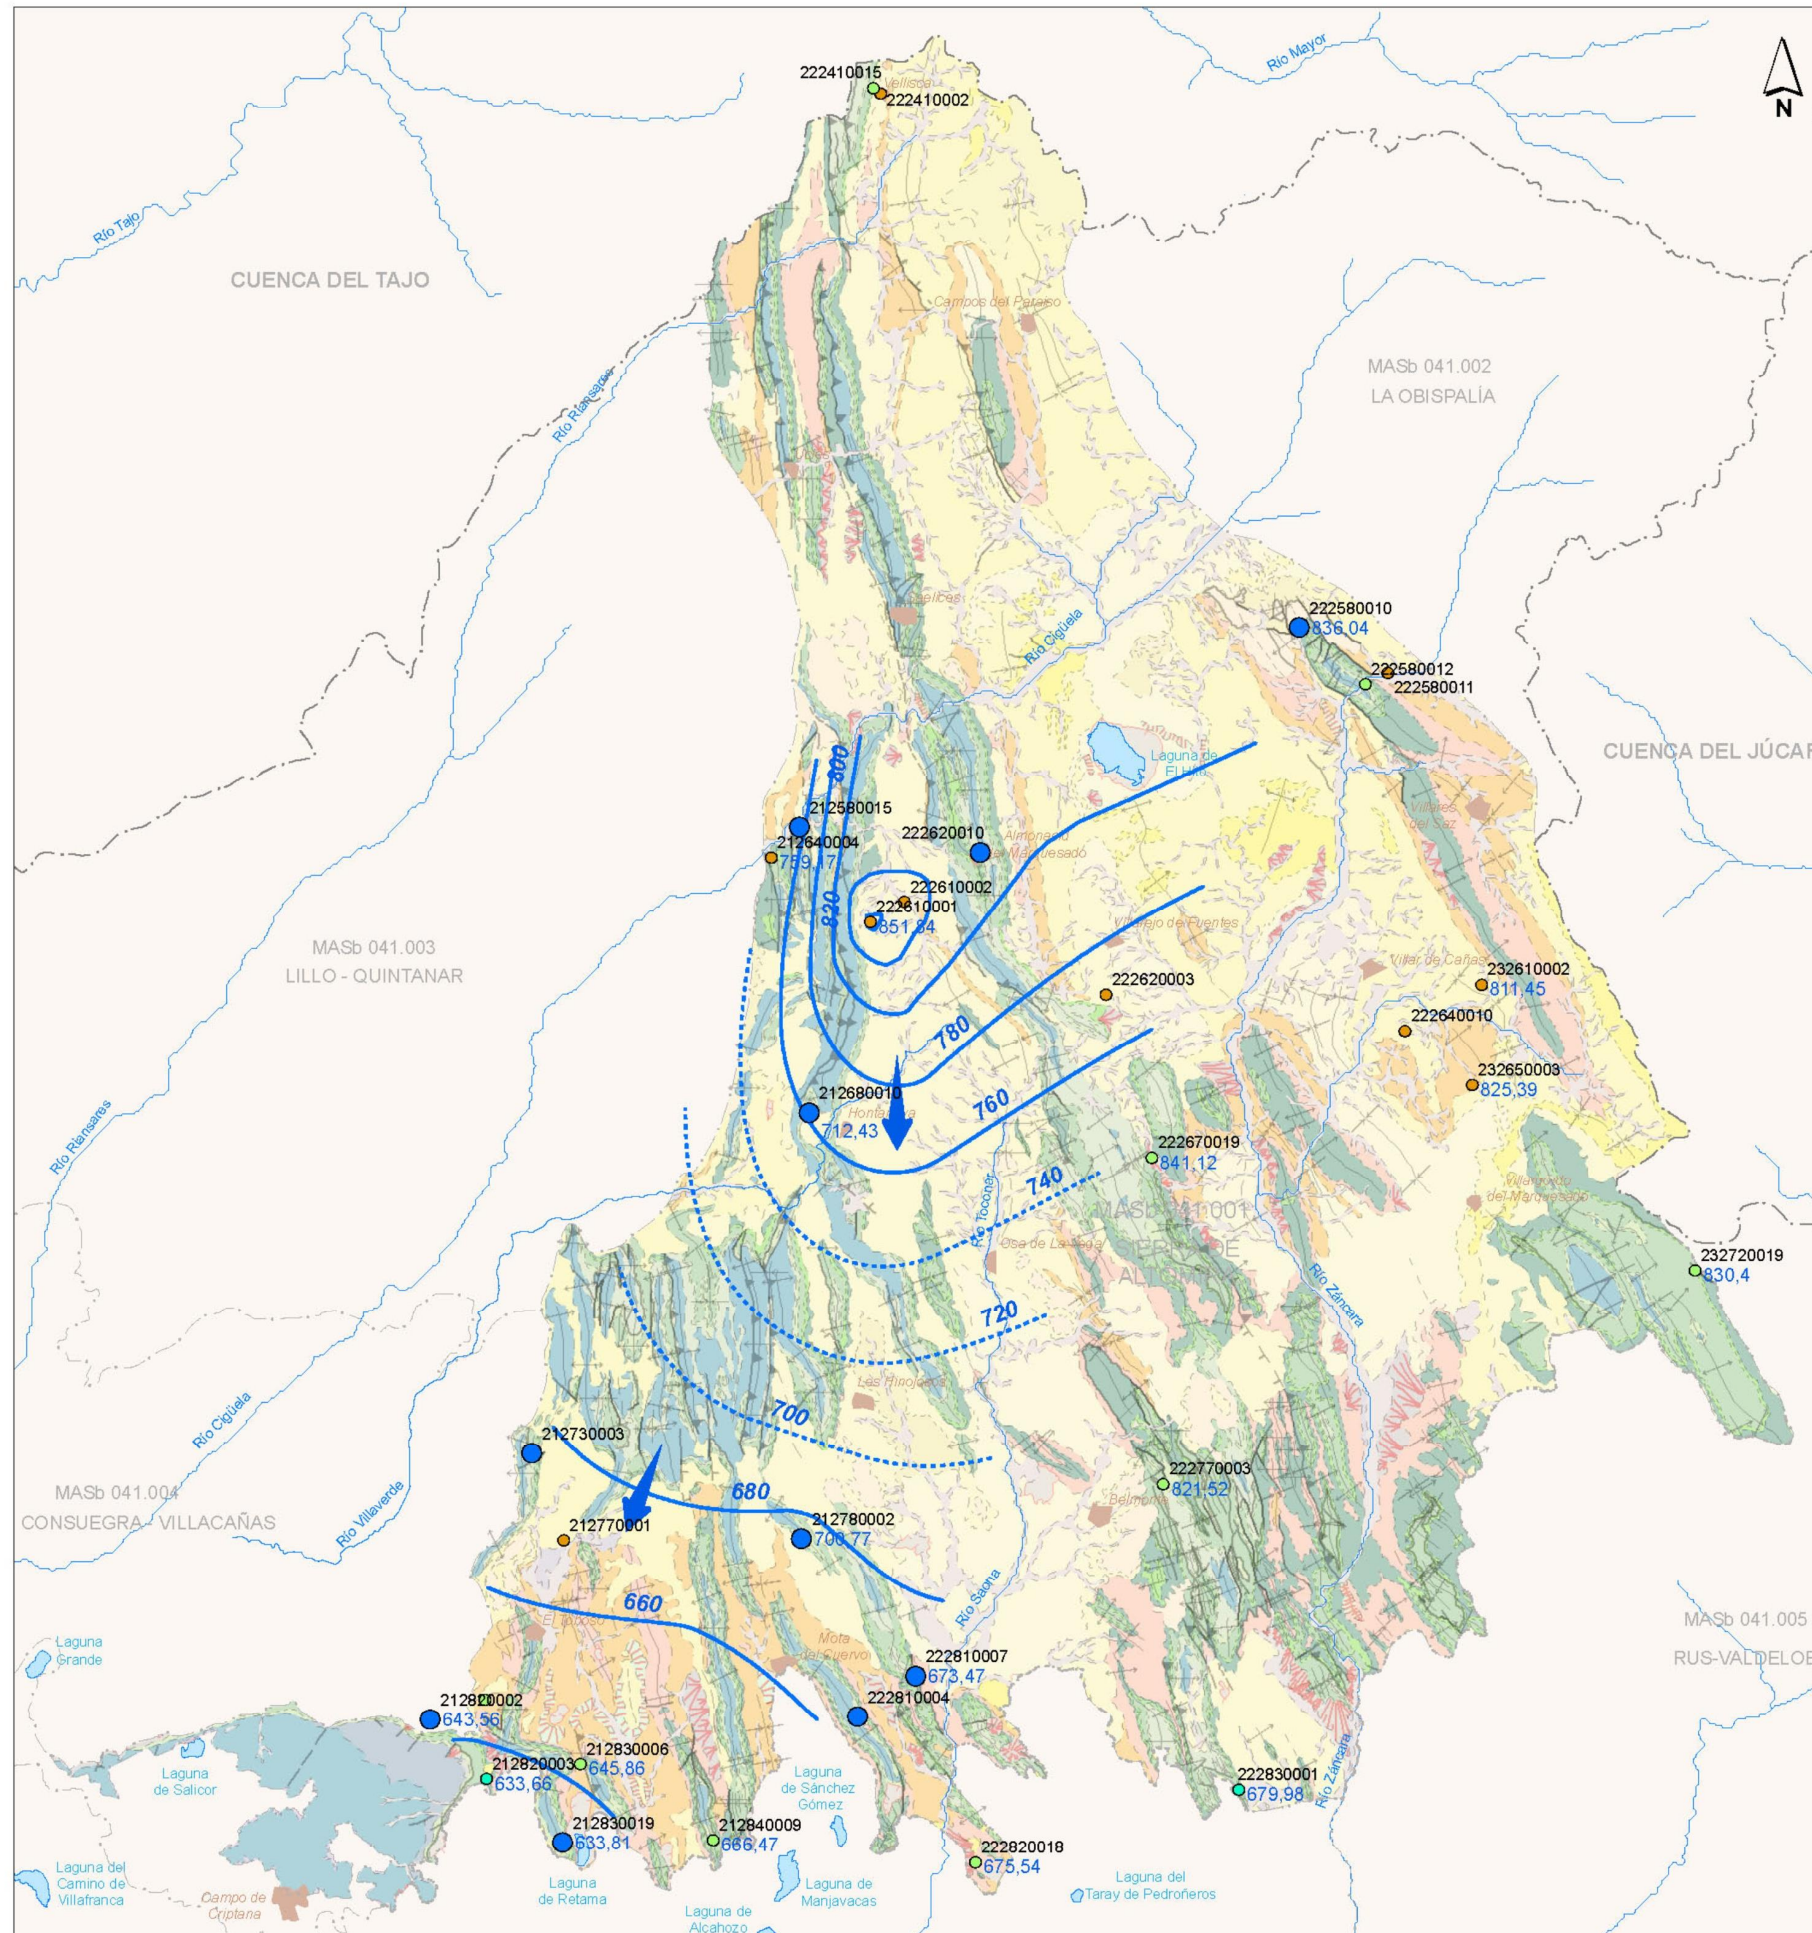 222410015
Vellisca
222410002
Río Mayor
N
Río Tajo
CUENCA DEL TAJO
Campos del Paraíso
MASb 041.002
LA OBISPALÍA
Río Riansares
Uclés
Saelices
222580010
836,04
Río Cigüela
222580012
222580011
CUENCA DEL JÚCAR
Laguna de
El Hito
800
212580015
222620010
Almonacid
del Marquesado
Villares
del Saz
212640004
759,17
820
222610002
222610001
851,84
Villarejo de Fuentes
MASb 041.003
LILLO - QUINTANAR
Villar de Cañas
232610002
811,45
222620003
222640010
780
232650003
825,39
212680010
712,43
Hontanaya
760
Río Riansares
222670019
841,12
740
Río Toconar
MASb 041.001
SIERRA DE
ALTOMIRA
Villargordo
del Marquesado
Osa de La Vega
232720019
830,4
Río Záncara
720
Los Hinojosos
700
Río Cigüela
212730003
222770003
821,52
Belmonte
MASb 041.004
CONSUEGRA - VILLACAÑAS
Río Villaverde
680
212770001
212780002
700,77
Río Saona
660
El Toboso
MASb 041.005
Mota
del Cuervo
Laguna
Grande
222810007
673,47
222810004
212820002
643,56
212830006
645,86
212820003
633,66
Laguna
de Salicor
Laguna
de Sánchez
Gómez
222830001
679,98
Río Záncara
212830019
633,81
212840009
666,47
222820018
675,54
Laguna del
Camino de
Villafranca
Campo de
Criptana
Laguna
de Retama
Laguna de
Manjavacas
Laguna del
Taray de Pedroñeros
Laguna de
Alcahozo